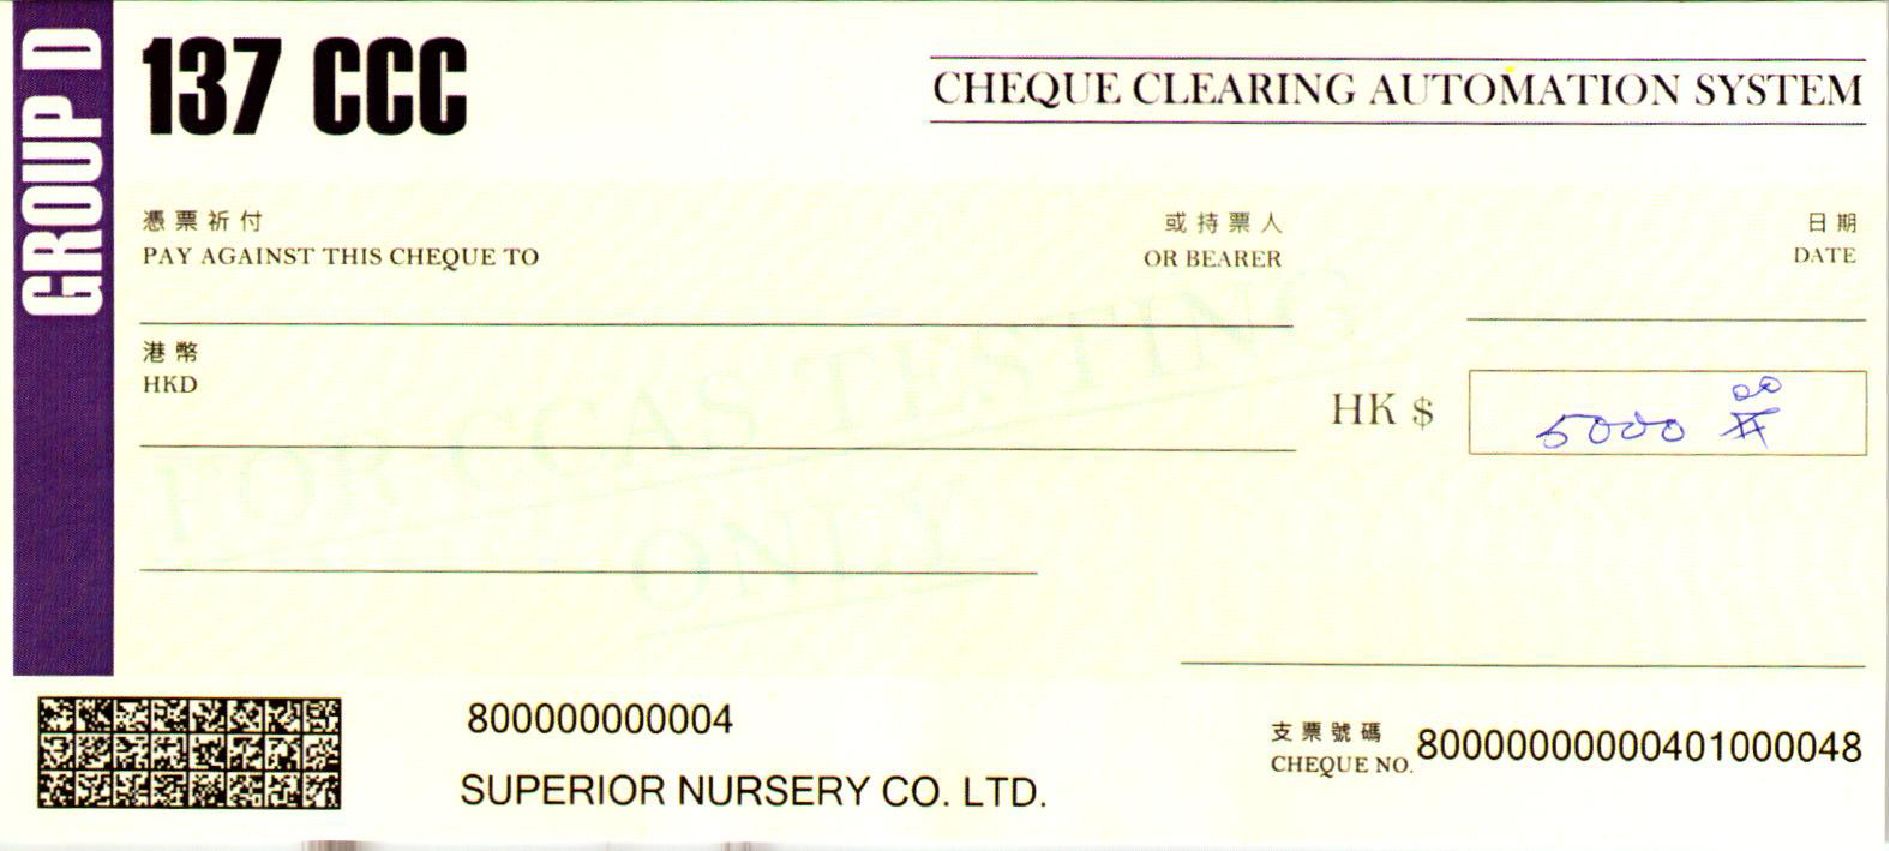 GROUP D
137 CCC
CHEQUE CLEARING AUTOMATION SYSTEM
憑票祈付
或持票人
日期
PAY AGAINST THIS CHEQUE TO
OR BEARER
DATE
港幣
HKD
HK $
5000 00
FOR CCAS TESTING
ONLY
800000000004
支票號碼
CHEQUE NO.
80000000000401000048
SUPERIOR NURSERY CO. LTD.